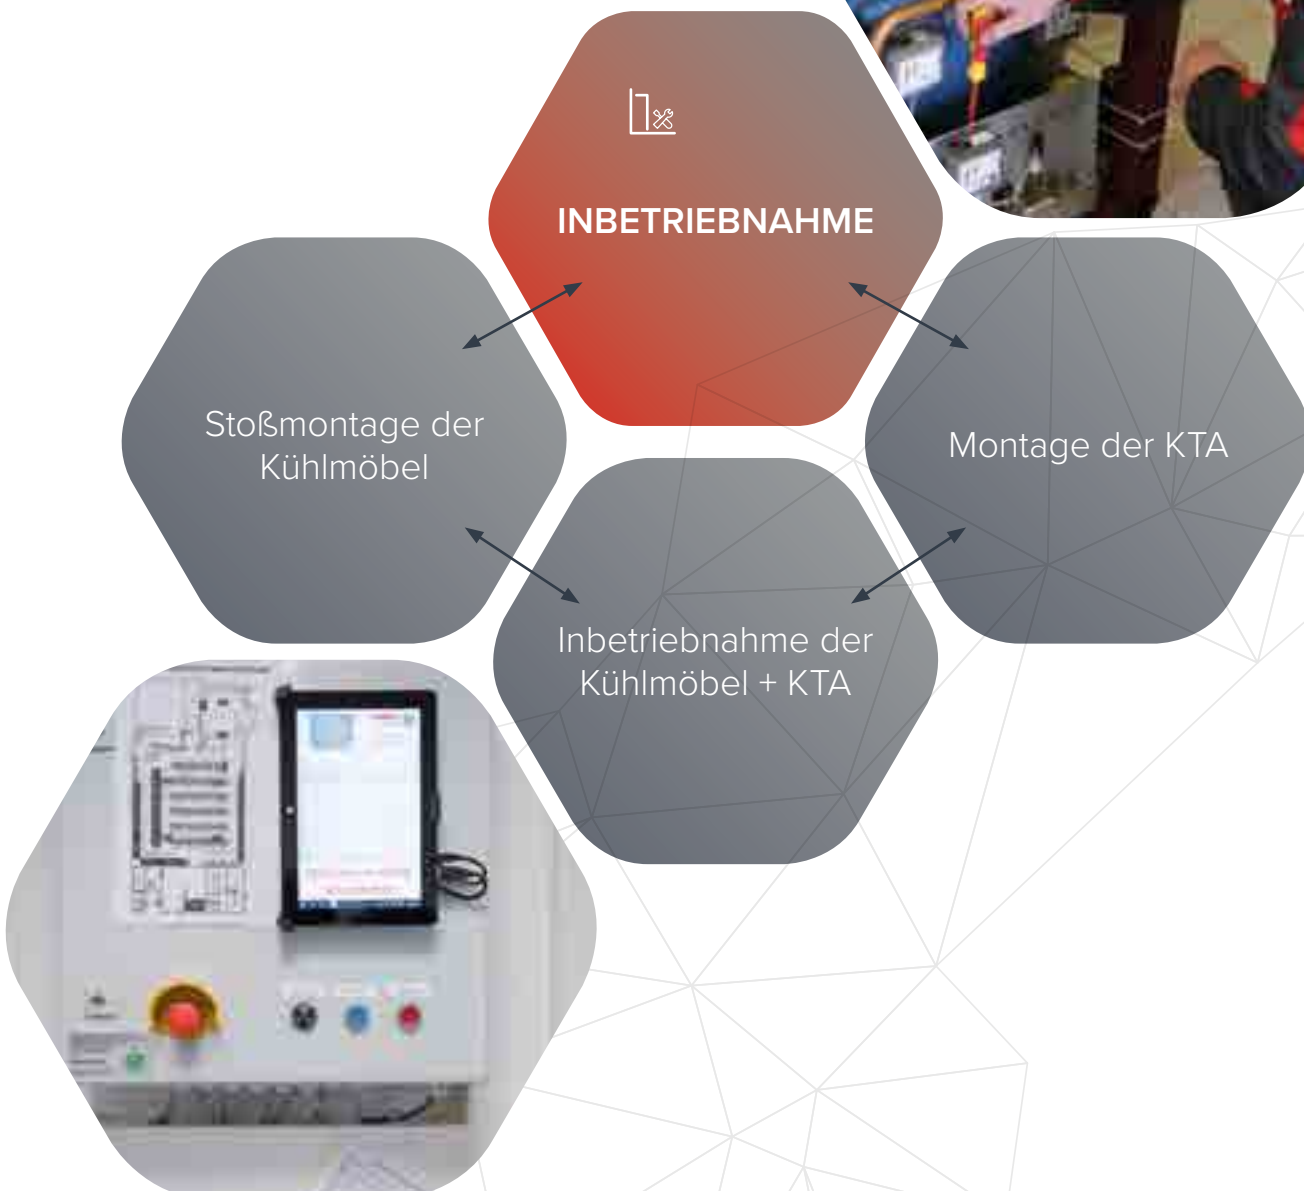 INBETRIEBNAHME
Stoßmontage der
Kühlmöbel
Montage der KTA
Inbetriebnahme der
Kühlmöbel + KTA